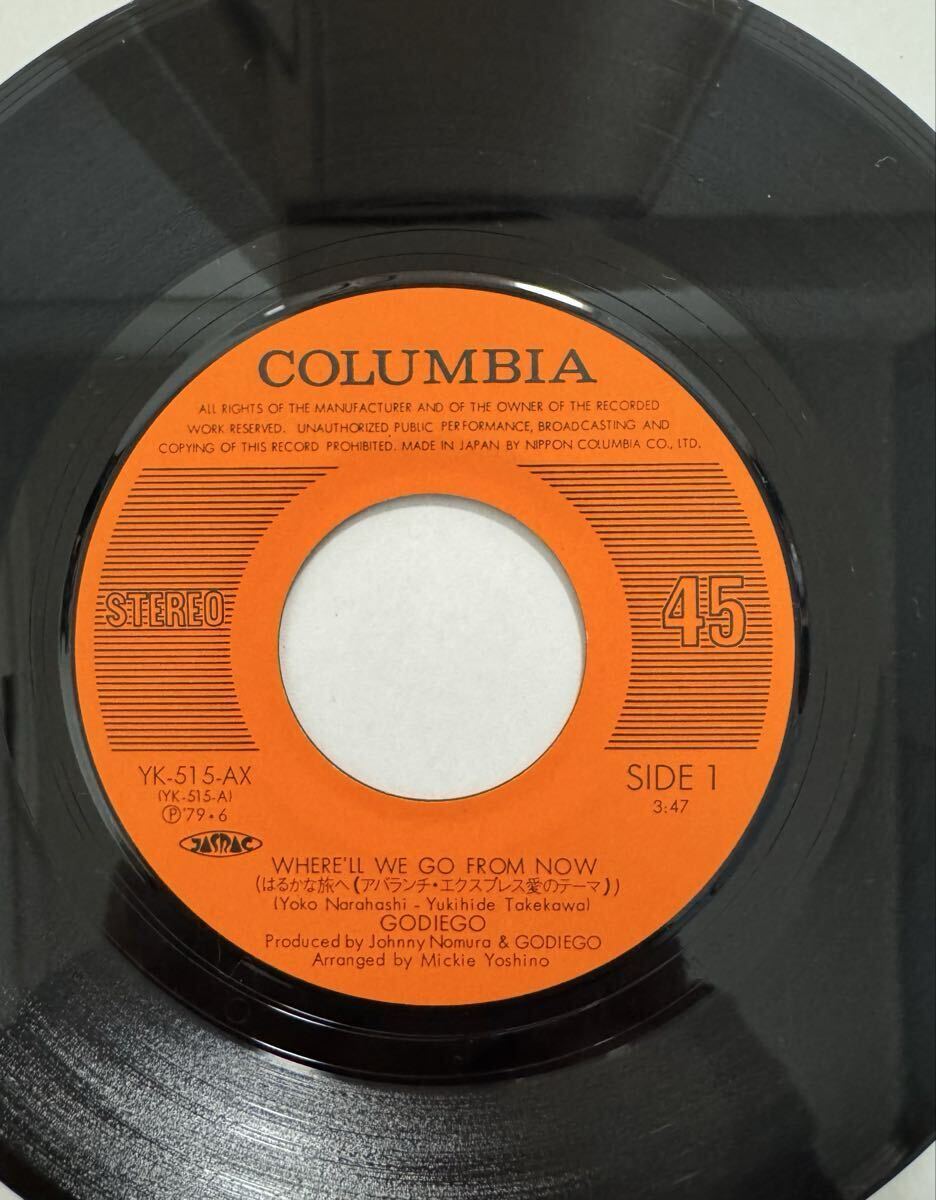 COLUMBIA
ALL RIGHTS OF THE MANUFACTURER AND OF THE OWNER OF THE RECORDED
WORK RESERVED. UNAUTHORIZED PUBLIC PERFORMANCE, BROADCASTING AND
COPYING OF THIS RECORD PROHIBITED. MADE IN JAPAN BY NIPPON COLUMBIA CO., LTD.
STEREO
45
YK-515-AX
(YK-515-A)
Ⓟ'79・6
JASRAC
SIDE 1
3:47
WHERE'LL WE GO FROM NOW
(はるかな旅へ(アバランチ・エクスプレス愛のテーマ))
(Yoko Narahashi - Yukihide Takekawa)
GODIEGO
Produced by Johnny Nomura & GODIEGO
Arranged by Mickie Yoshino